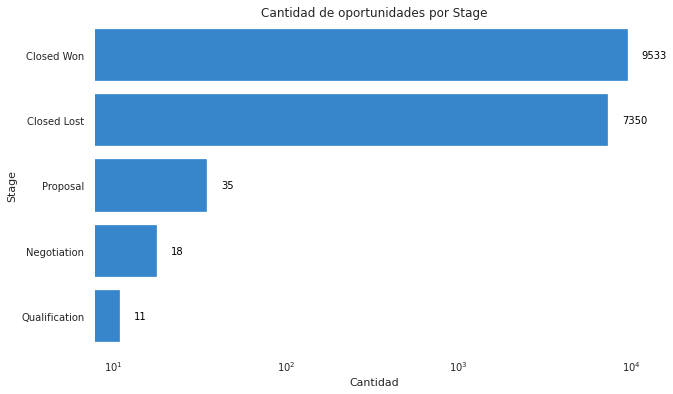 Cantidad de oportunidades por Stage
Stage
Closed Won
9533
Closed Lost
7350
Proposal
35
Negotiation
18
Qualification
11
10¹
10²
10³
10⁴
Cantidad